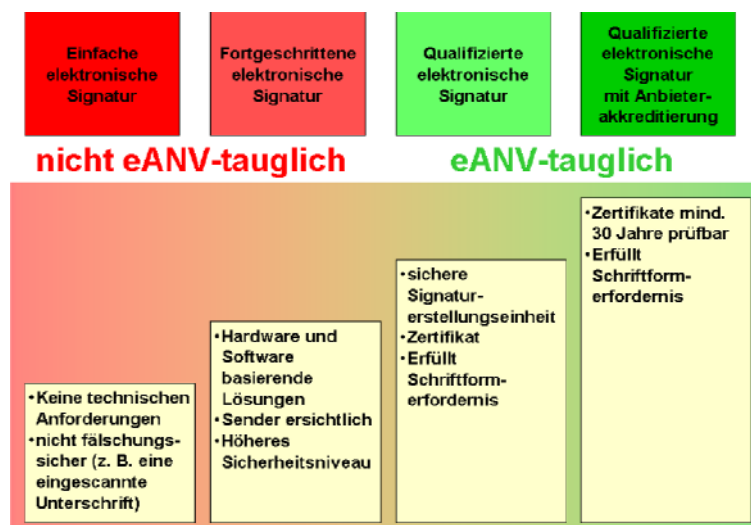 Einfache
elektronische
Signatur
Fortgeschrittene
elektronische
Signatur
Qualifizierte
elektronische
Signatur
Qualifizierte
elektronische
Signatur
mit Anbieter-
akkreditierung
nicht eANV-tauglich
eANV-tauglich
•Keine technischen
Anforderungen
•nicht fälschungs-
sicher (z. B. eine
eingescannte
Unterschrift)
•Hardware und
Software
basierende
Lösungen
•Sender ersichtlich
•Höheres
Sicherheitsniveau
•sichere
Signatur-
erstellungseinheit
•Zertifikat
•Erfüllt
Schriftform-
erfordernis
•Zertifikate mind.
30 Jahre prüfbar
•Erfüllt
Schriftform-
erfordernis